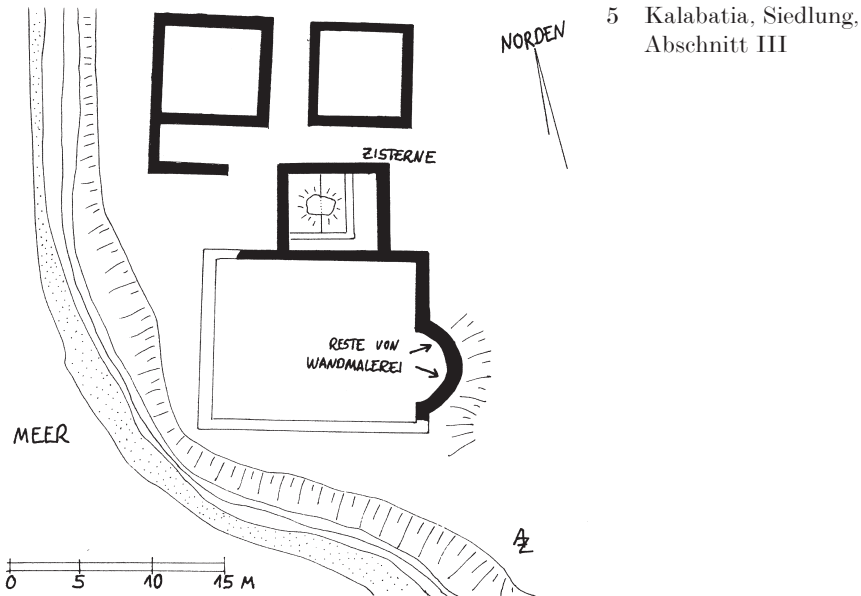 5 Kalabatia, Siedlung,
Abschnitt III
NORDEN
ZISTERNE
RESTE VON
WANDMALEREI
MEER
AZ
0 5 10 15 M